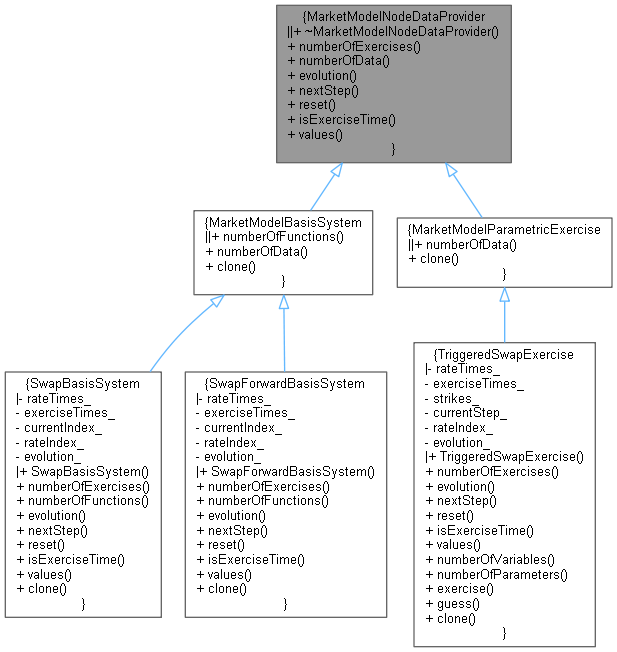 {MarketModelNodeDataProvider
||+ ~MarketModelNodeDataProvider()
+ numberOfExercises()
+ numberOfData()
+ evolution()
+ nextStep()
+ reset()
+ isExerciseTime()
+ values()
}
{MarketModelBasisSystem
||+ numberOfFunctions()
+ numberOfData()
+ clone()
}
{MarketModelParametricExercise
||+ numberOfData()
+ clone()
}
{SwapBasisSystem
|- rateTimes_
- exerciseTimes_
- currentIndex_
- rateIndex_
- evolution_
|+ SwapBasisSystem()
+ numberOfExercises()
+ numberOfFunctions()
+ evolution()
+ nextStep()
+ reset()
+ isExerciseTime()
+ values()
+ clone()
}
{SwapForwardBasisSystem
|- rateTimes_
- exerciseTimes_
- currentIndex_
- rateIndex_
- evolution_
|+ SwapForwardBasisSystem()
+ numberOfExercises()
+ numberOfFunctions()
+ evolution()
+ nextStep()
+ reset()
+ isExerciseTime()
+ values()
+ clone()
}
{TriggeredSwapExercise
|- rateTimes_
- exerciseTimes_
- strikes_
- currentStep_
- rateIndex_
- evolution_
|+ TriggeredSwapExercise()
+ numberOfExercises()
+ evolution()
+ nextStep()
+ reset()
+ isExerciseTime()
+ values()
+ numberOfVariables()
+ numberOfParameters()
+ exercise()
+ guess()
+ clone()
}